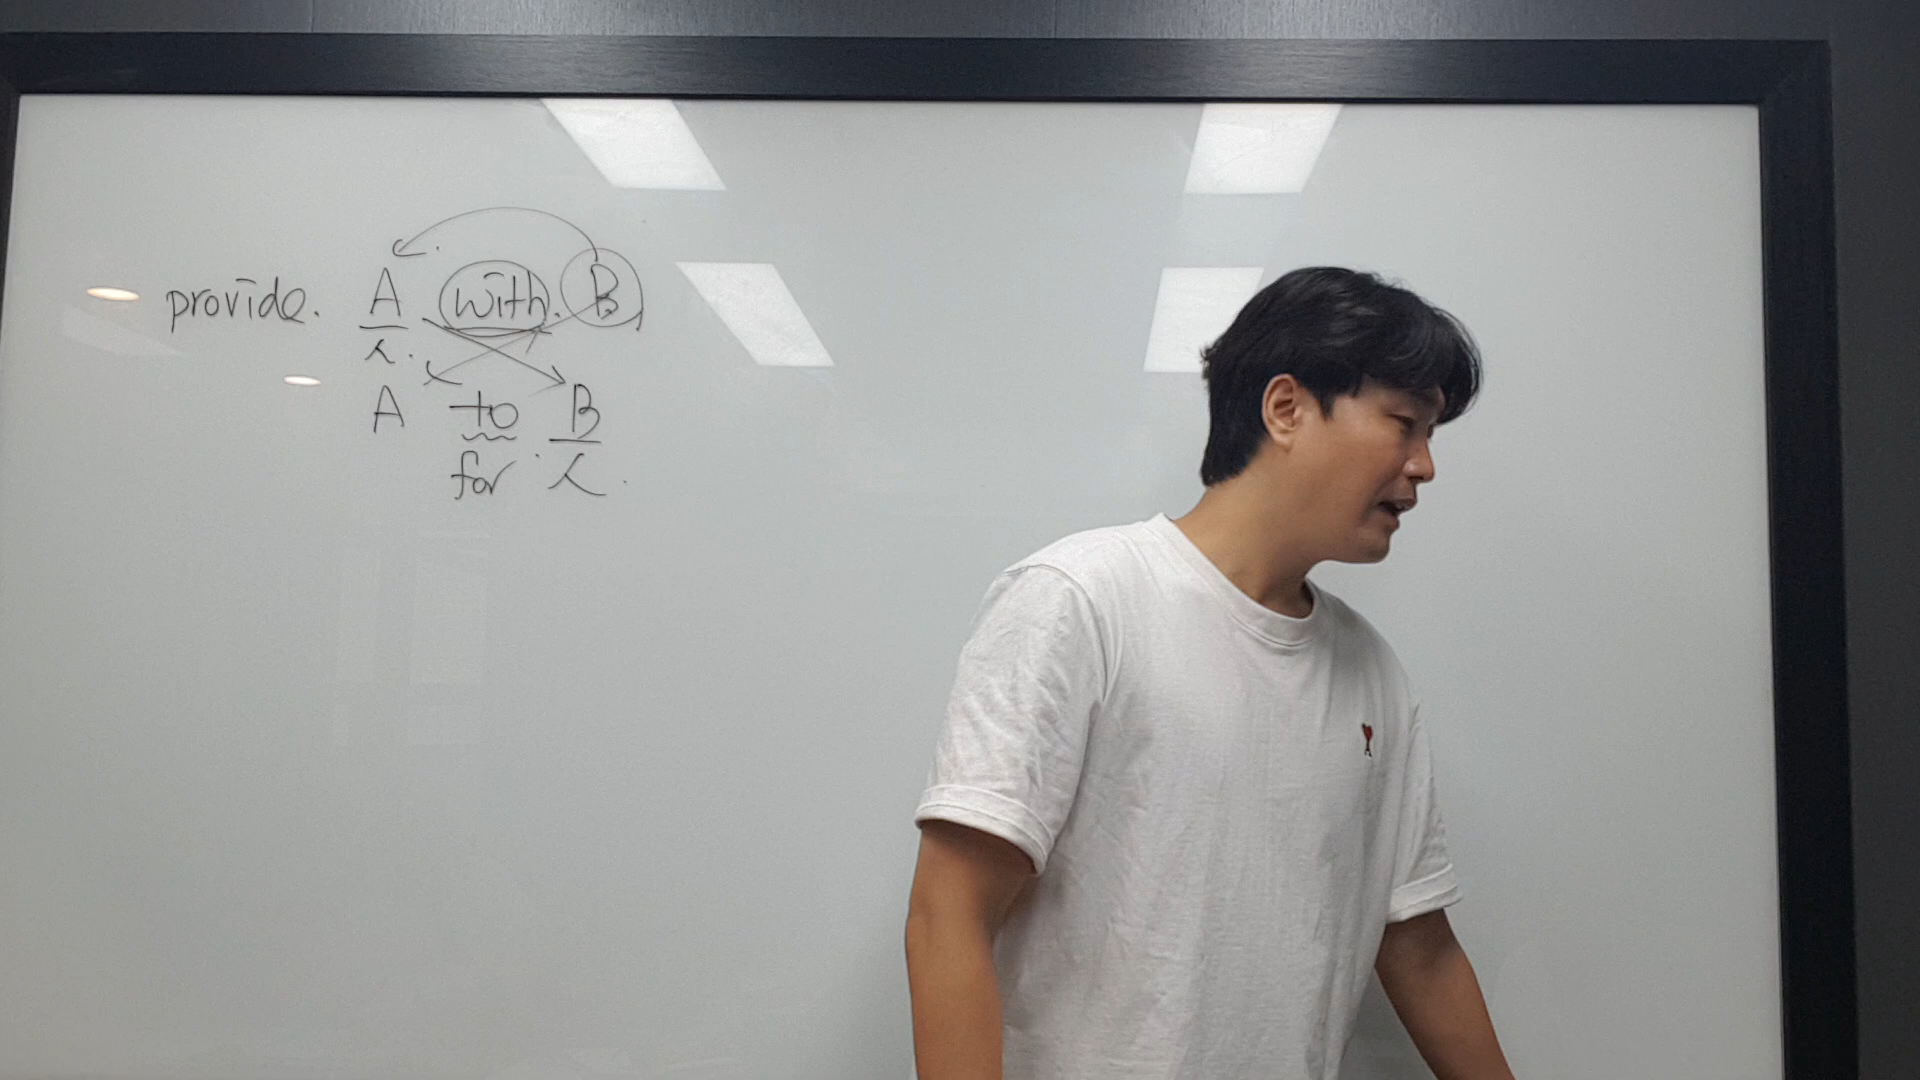 provide. A with. B
人.
A to B
for 人.